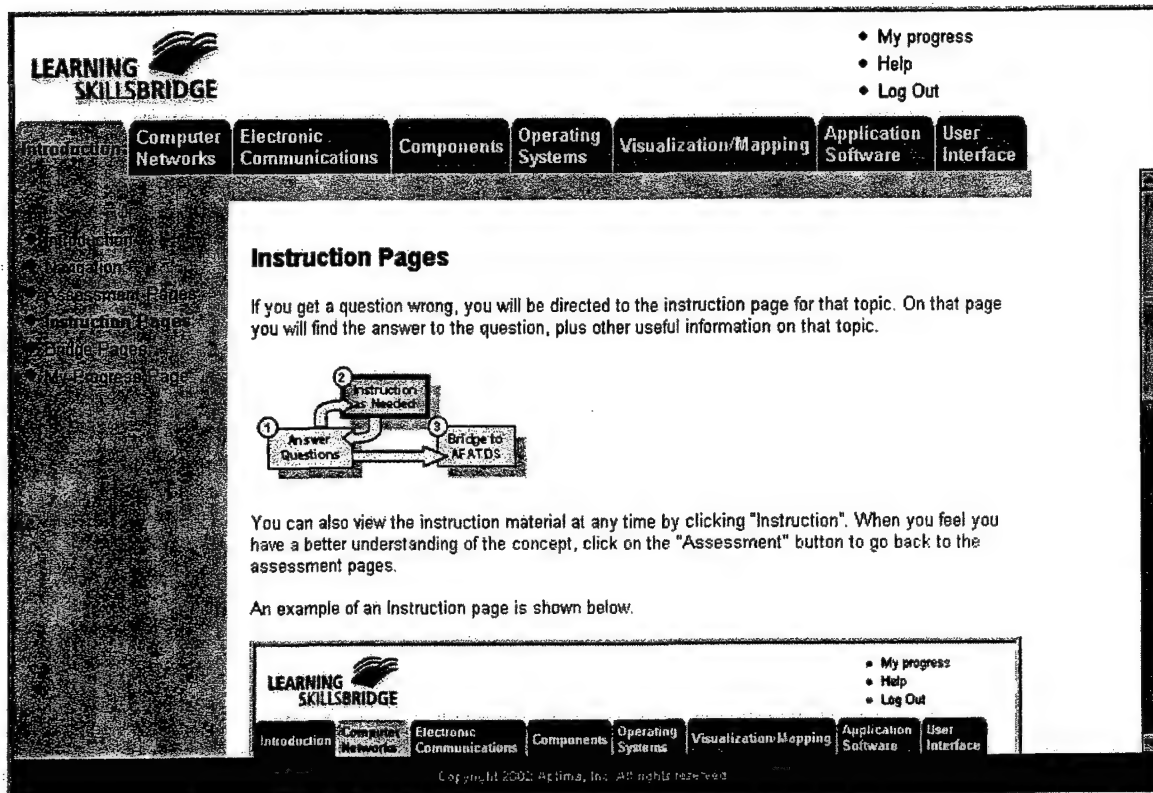 LEARNING
SKILLSBRIDGE
My progress
Help
Log Out
Introduction
Computer
Networks
Electronic
Communications
Components
Operating
Systems
Visualization/Mapping
Application
Software
User
Interface
Introduction
Navigation
Assessment Pages
Instruction Pages
Bridge Pages
My Progress Page
Instruction Pages
If you get a question wrong, you will be directed to the instruction page for that topic. On that page
you will find the answer to the question, plus other useful information on that topic.
2
Instruction
as Needed
1
Answer
Questions
3
Bridge to
AFATDS
You can also view the instruction material at any time by clicking "Instruction". When you feel you
have a better understanding of the concept, click on the "Assessment" button to go back to the
assessment pages.
An example of an Instruction page is shown below.
LEARNING
SKILLSBRIDGE
My progress
Help
Log Out
Introduction
Computer
Networks
Electronic
Communications
Components
Operating
Systems
Visualization/Mapping
Application
Software
User
Interface
Copyright 2002 Aptima, Inc. All rights reserved